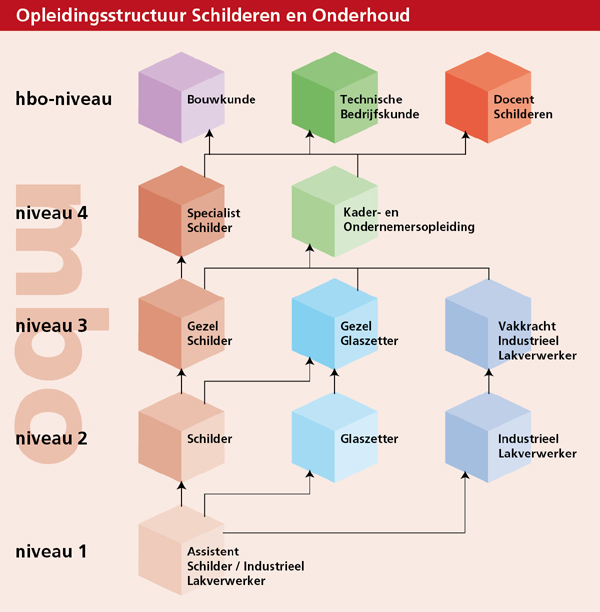 Opleidingsstructuur Schilderen en Onderhoud
hbo-niveau
Bouwkunde
Technische
Bedrijfskunde
Docent
Schilderen
mbo
niveau 4
Specialist
Schilder
Kader- en
Ondernemersopleiding
niveau 3
Gezel
Schilder
Gezel
Glaszetter
Vakkracht
Industrieel
Lakverwerker
niveau 2
Schilder
Glaszetter
Industrieel
Lakverwerker
niveau 1
Assistent
Schilder / Industrieel
Lakverwerker